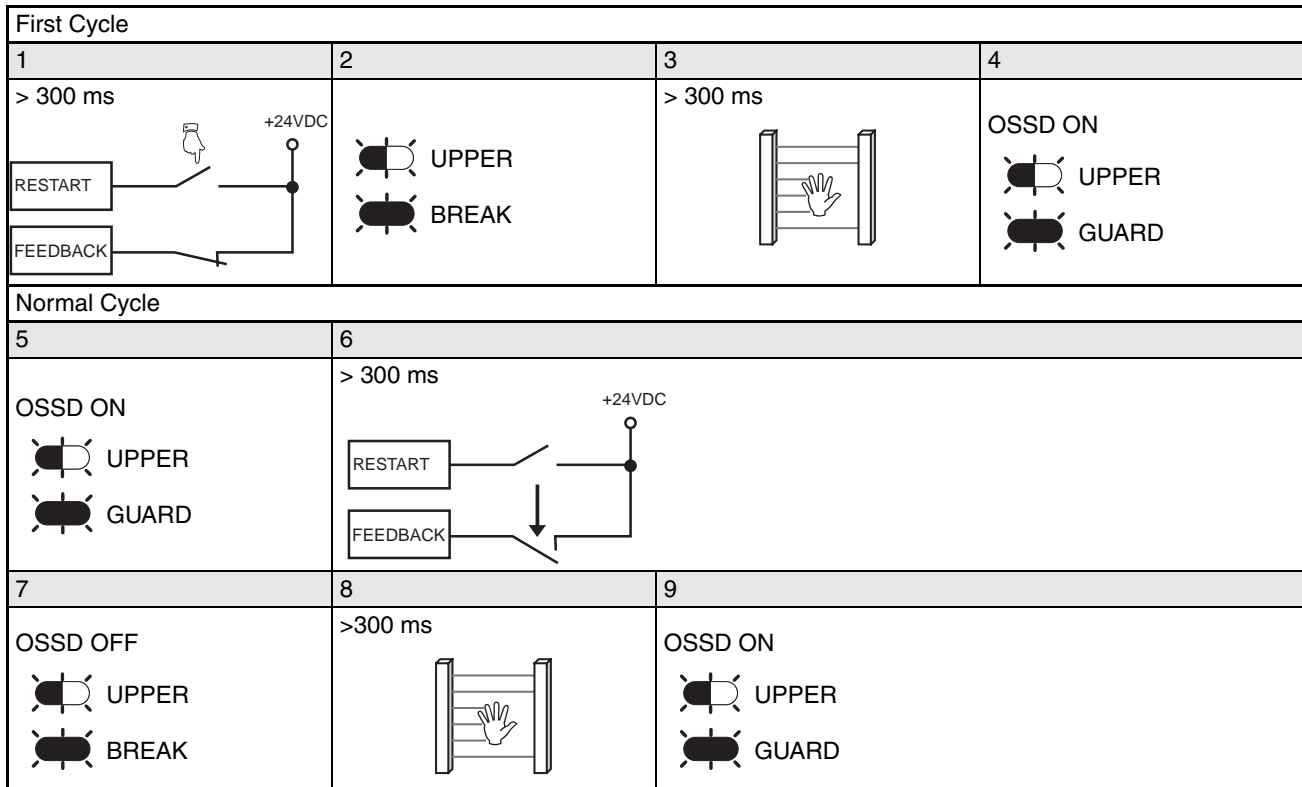 First Cycle
1
2
3
4
> 300 ms
+24VDC
RESTART
FEEDBACK
UPPER
BREAK
> 300 ms
OSSD ON
UPPER
GUARD
Normal Cycle
5
6
OSSD ON
UPPER
GUARD
> 300 ms
+24VDC
RESTART
FEEDBACK
7
8
9
OSSD OFF
UPPER
BREAK
>300 ms
OSSD ON
UPPER
GUARD